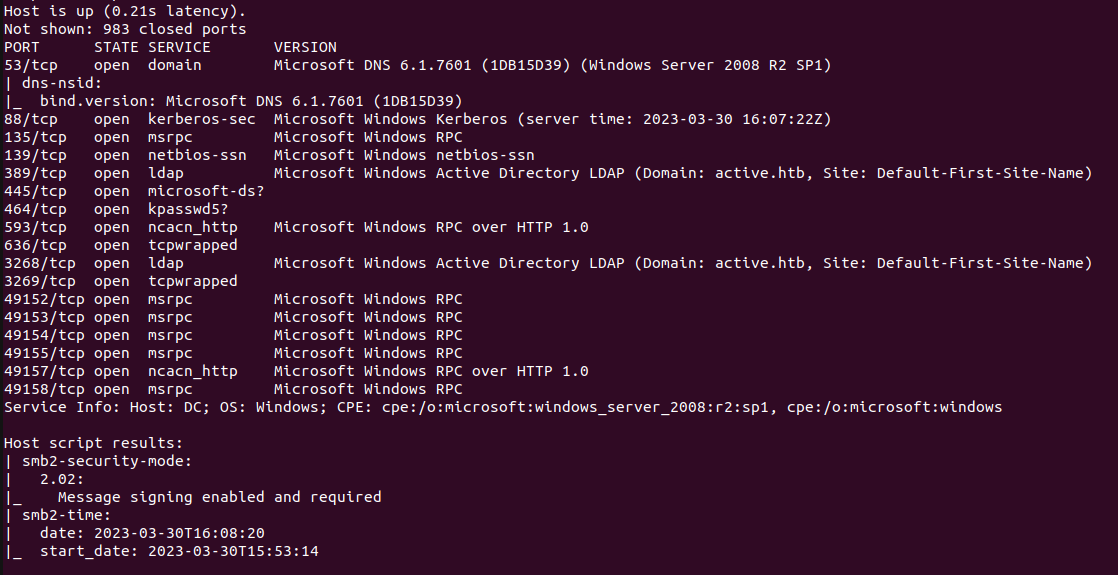 Host is up (0.21s latency).
Not shown: 983 closed ports
PORT      STATE SERVICE       VERSION
53/tcp    open  domain        Microsoft DNS 6.1.7601 (1DB15D39) (Windows Server 2008 R2 SP1)
| dns-nsid:
|_  bind.version: Microsoft DNS 6.1.7601 (1DB15D39)
88/tcp    open  kerberos-sec  Microsoft Windows Kerberos (server time: 2023-03-30 16:07:22Z)
135/tcp   open  msrpc         Microsoft Windows RPC
139/tcp   open  netbios-ssn   Microsoft Windows netbios-ssn
389/tcp   open  ldap          Microsoft Windows Active Directory LDAP (Domain: active.htb, Site: Default-First-Site-Name)
445/tcp   open  microsoft-ds?
464/tcp   open  kpasswd5?
593/tcp   open  ncacn_http    Microsoft Windows RPC over HTTP 1.0
636/tcp   open  tcpwrapped
3268/tcp  open  ldap          Microsoft Windows Active Directory LDAP (Domain: active.htb, Site: Default-First-Site-Name)
3269/tcp  open  tcpwrapped
49152/tcp open  msrpc         Microsoft Windows RPC
49153/tcp open  msrpc         Microsoft Windows RPC
49154/tcp open  msrpc         Microsoft Windows RPC
49155/tcp open  msrpc         Microsoft Windows RPC
49157/tcp open  ncacn_http    Microsoft Windows RPC over HTTP 1.0
49158/tcp open  msrpc         Microsoft Windows RPC
Service Info: Host: DC; OS: Windows; CPE: cpe:/o:microsoft:windows_server_2008:r2:sp1, cpe:/o:microsoft:windows

Host script results:
| smb2-security-mode:
|   2.02:
|_    Message signing enabled and required
| smb2-time:
|   date: 2023-03-30T16:08:20
|_  start_date: 2023-03-30T15:53:14